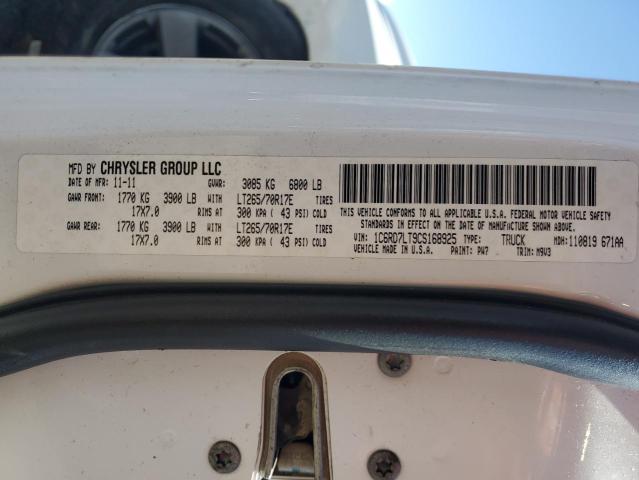 MFD BY CHRYSLER GROUP LLC
DATE OF MFR: 11-11 GVWR: 3085 KG 6800 LB
GAWR FRONT: 1770 KG 3900 LB WITH LT265/70R17E TIRES
17X7.0 RIMS AT 300 KPA ( 43 PSI) COLD
GAWR REAR: 1770 KG 3900 LB WITH LT265/70R17E TIRES
17X7.0 RIMS AT 300 KPA ( 43 PSI) COLD
THIS VEHICLE CONFORMS TO ALL APPLICABLE U.S.A. FEDERAL MOTOR VEHICLE SAFETY
STANDARDS IN EFFECT ON THE DATE OF MANUFACTURE SHOWN ABOVE.
VIN: 1C6RD7LT9CS168925 TYPE: TRUCK MDH: 110819 671AA
VEHICLE MADE IN U.S.A. PAINT: PW7 TRIM: M9V3